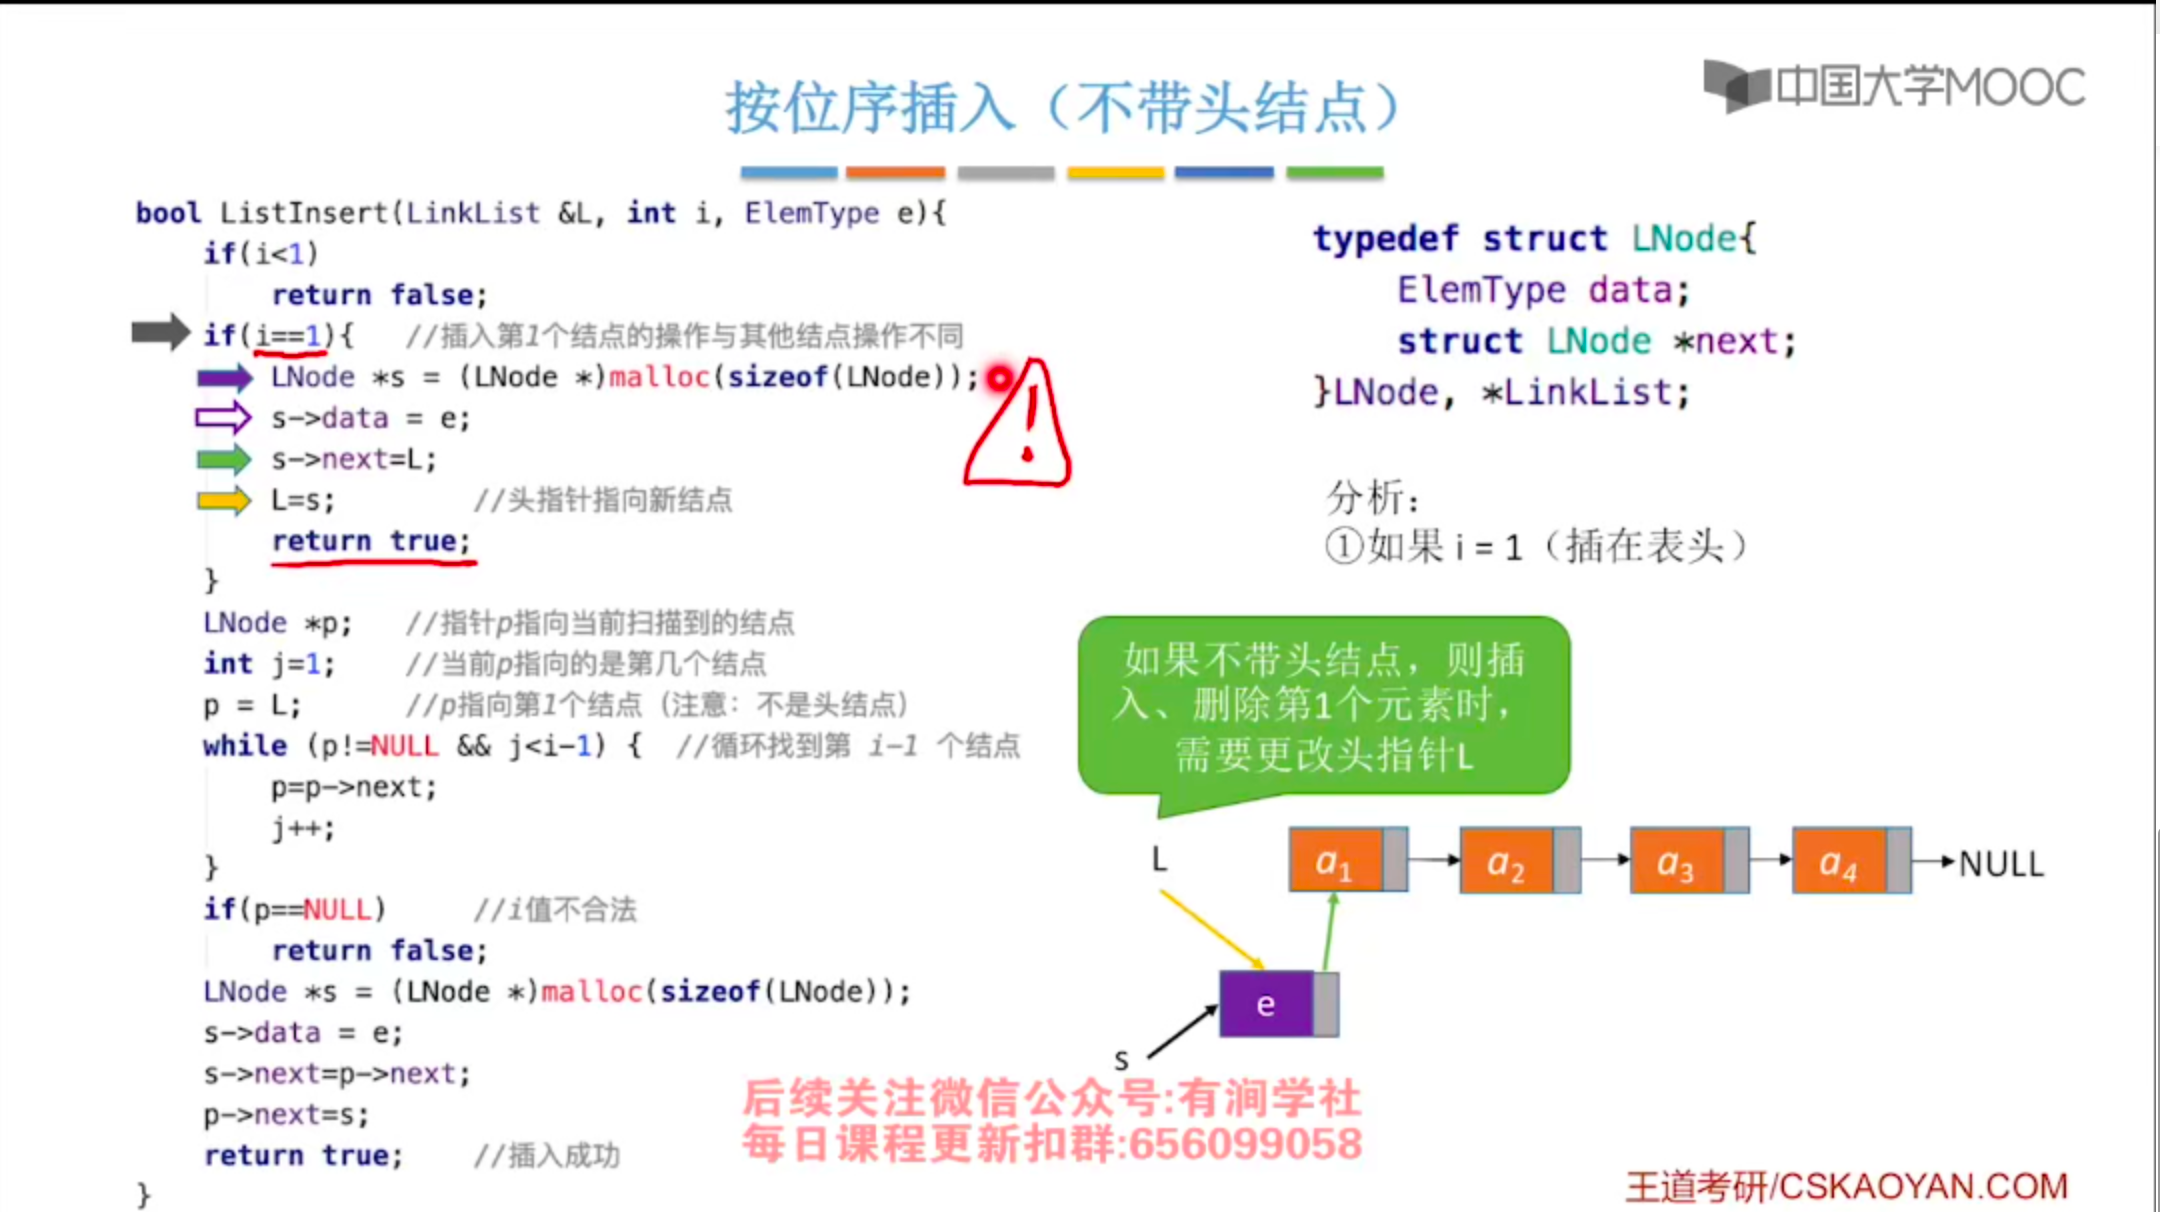 中国大学MOOC
按位序插入（不带头结点）
bool ListInsert(LinkList &L, int i, ElemType e){
if(i<1)
return false;
if(i==1){ //插入第1个结点的操作与其他结点操作不同
LNode *s = (LNode *)malloc(sizeof(LNode));
s->data = e;
s->next=L;
L=s; //头指针指向新结点
return true;
}
LNode *p; //指针p指向当前扫描到的结点
int j=1; //当前p指向的是第几个结点
p = L; //p指向第1个结点（注意：不是头结点）
while (p!=NULL && j<i-1) { //循环找到第 i-1 个结点
p=p->next;
j++;
}
if(p==NULL) //i值不合法
return false;
LNode *s = (LNode *)malloc(sizeof(LNode));
s->data = e;
s->next=p->next;
p->next=s;
return true; //插入成功
}
typedef struct LNode{
ElemType data;
struct LNode *next;
}LNode, *LinkList;
分析：
①如果 i = 1（插在表头）
!
如果不带头结点，则插
入、删除第1个元素时，
需要更改头指针L
L a1 a2 a3 a4 NULL
e
s
后续关注微信公众号:有涧学社
每日课程更新扣群:656099058
王道考研/CSKAOYAN.COM